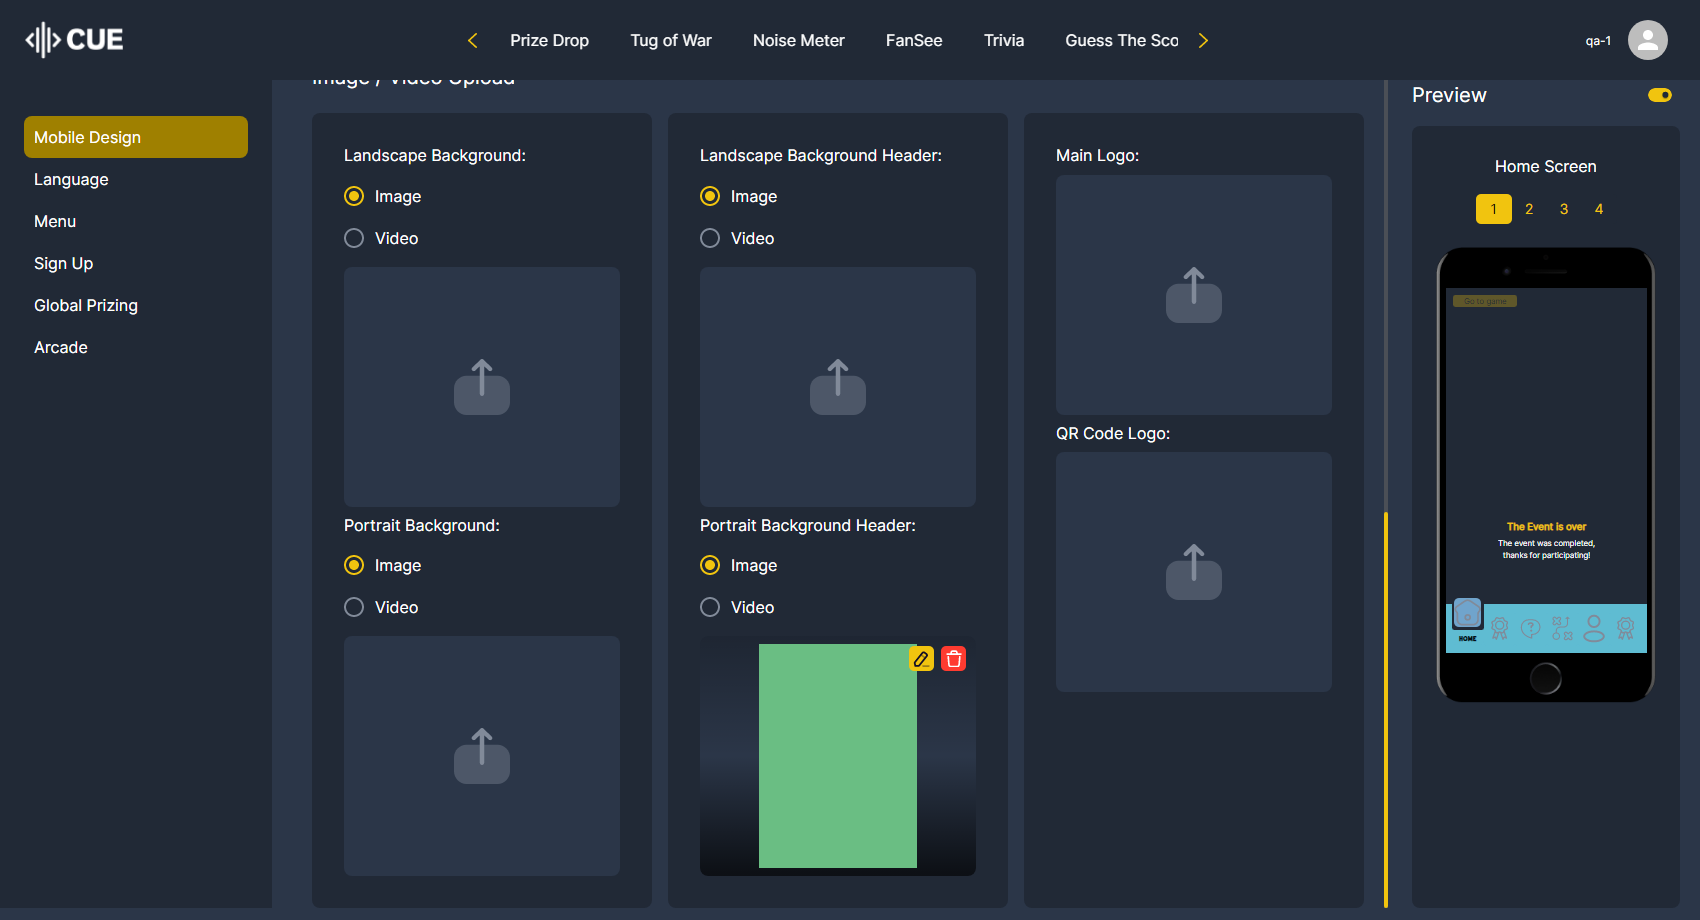 CUE
Prize Drop
Tug of War
Noise Meter
FanSee
Trivia
Guess The Sco
qa-1
Mobile Design
Language
Menu
Sign Up
Global Prizing
Arcade
Image / Video Upload
Landscape Background:
Image
Video
Portrait Background:
Image
Video
Landscape Background Header:
Image
Video
Portrait Background Header:
Image
Video
Main Logo:
QR Code Logo:
Preview
Home Screen
1 2 3 4
Go to game
The Event is over
The event was completed,
thanks for participating!
HOME